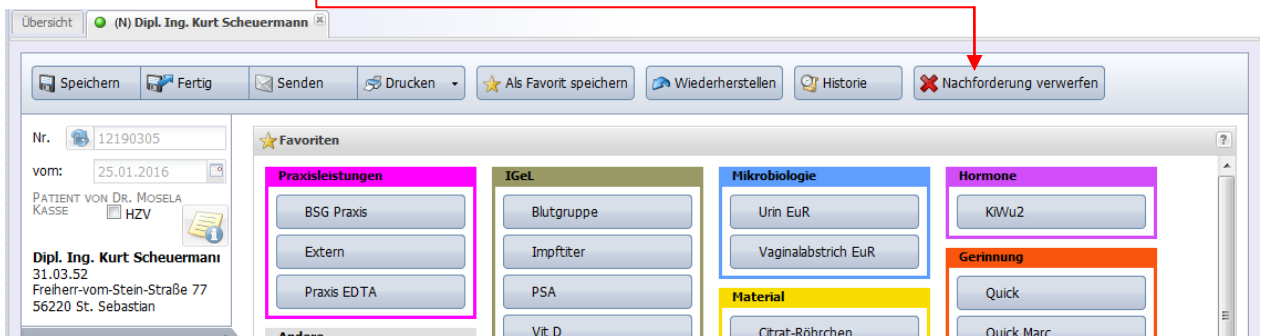 Übersicht
(N) Dipl. Ing. Kurt Scheuermann
Speichern Fertig Senden Drucken Als Favorit speichern Wiederherstellen Historie Nachforderung verwerfen
Nr. 12190305
vom: 25.01.2016
PATIENT VON DR. MOSELA
KASSE HZV
Dipl. Ing. Kurt Scheuermann
31.03.52
Freiherr-vom-Stein-Straße 77
56220 St. Sebastian
Favoriten ?
Praxisleistungen
BSG Praxis
Extern
Praxis EDTA
Andere
IGeL
Blutgruppe
Impftiter
PSA
Vit D
Mikrobiologie
Urin EuR
Vaginalabstrich EuR
Material
Citrat-Röhrchen
Hormone
KiWu2
Gerinnung
Quick
Quick Marc